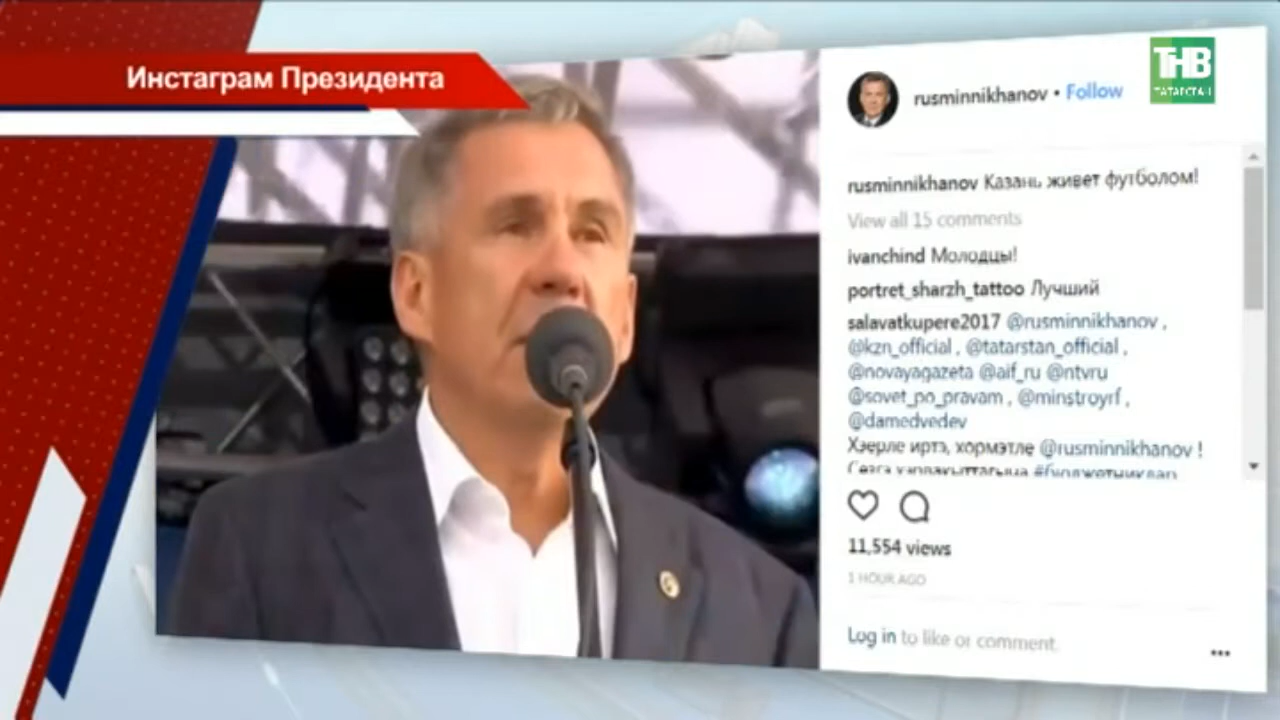 Инстаграм Президента
ТНВ
ТАТАРСТАН
rusminnikhanov • Follow
rusminnikhanov Казань живет футболом!
View all 15 comments
ivanchind Молодцы!
portret_sharzh_tattoo Лучший
salavatkupere2017 @rusminnikhanov ,
@kzn_official , @tatarstan_official ,
@novayagazeta @aif_ru @ntvru
@sovet_po_pravam , @minstroyrf ,
@damedvedev
Хэерле иртэ, хормэтле @rusminnikhanov !
#бюджетниклар
11,554 views
1 HOUR AGO
Log in to like or comment.